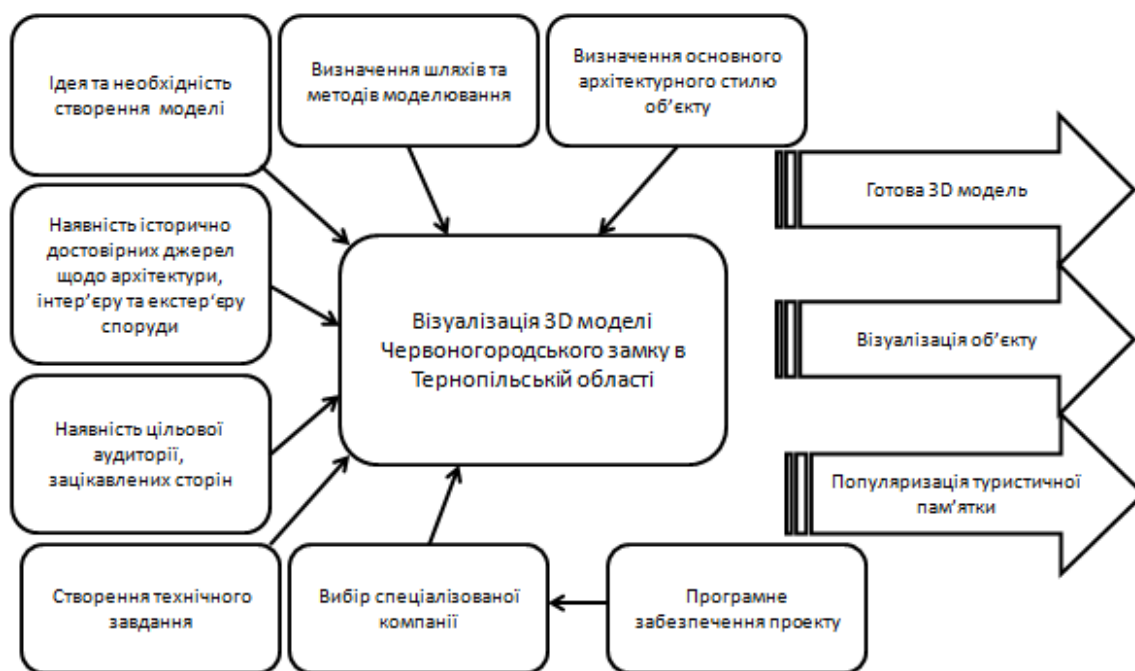 Ідея та необхідність
створення моделі
Визначення шляхів та
методів моделювання
Визначення основного
архітектурного стилю
об’єкту
Готова 3D модель
Наявність історично
достовірних джерел
щодо архітектури,
інтер’єру та екстер‘єру
споруди
Візуалізація 3D моделі
Червоногородського замку в
Тернопільській області
Візуалізація об’єкту
Наявність цільової
аудиторії,
зацікавлених сторін
Популяризація туристичної
пам’ятки
Створення технічного
завдання
Вибір спеціалізованої
компанії
Програмне
забезпечення проекту